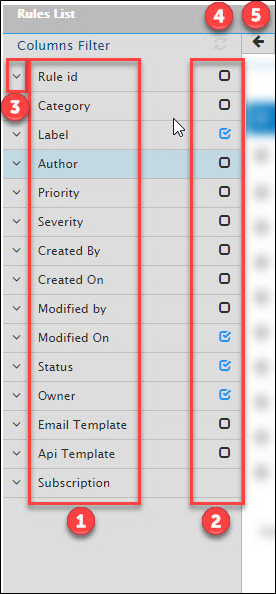 Rules List
4
5
Columns Filter
Rule id
3
Category
Label
Author
Priority
Severity
Created By
Created On
Modified by
Modified On
Status
Owner
Email Template
Api Template
Subscription
1
2